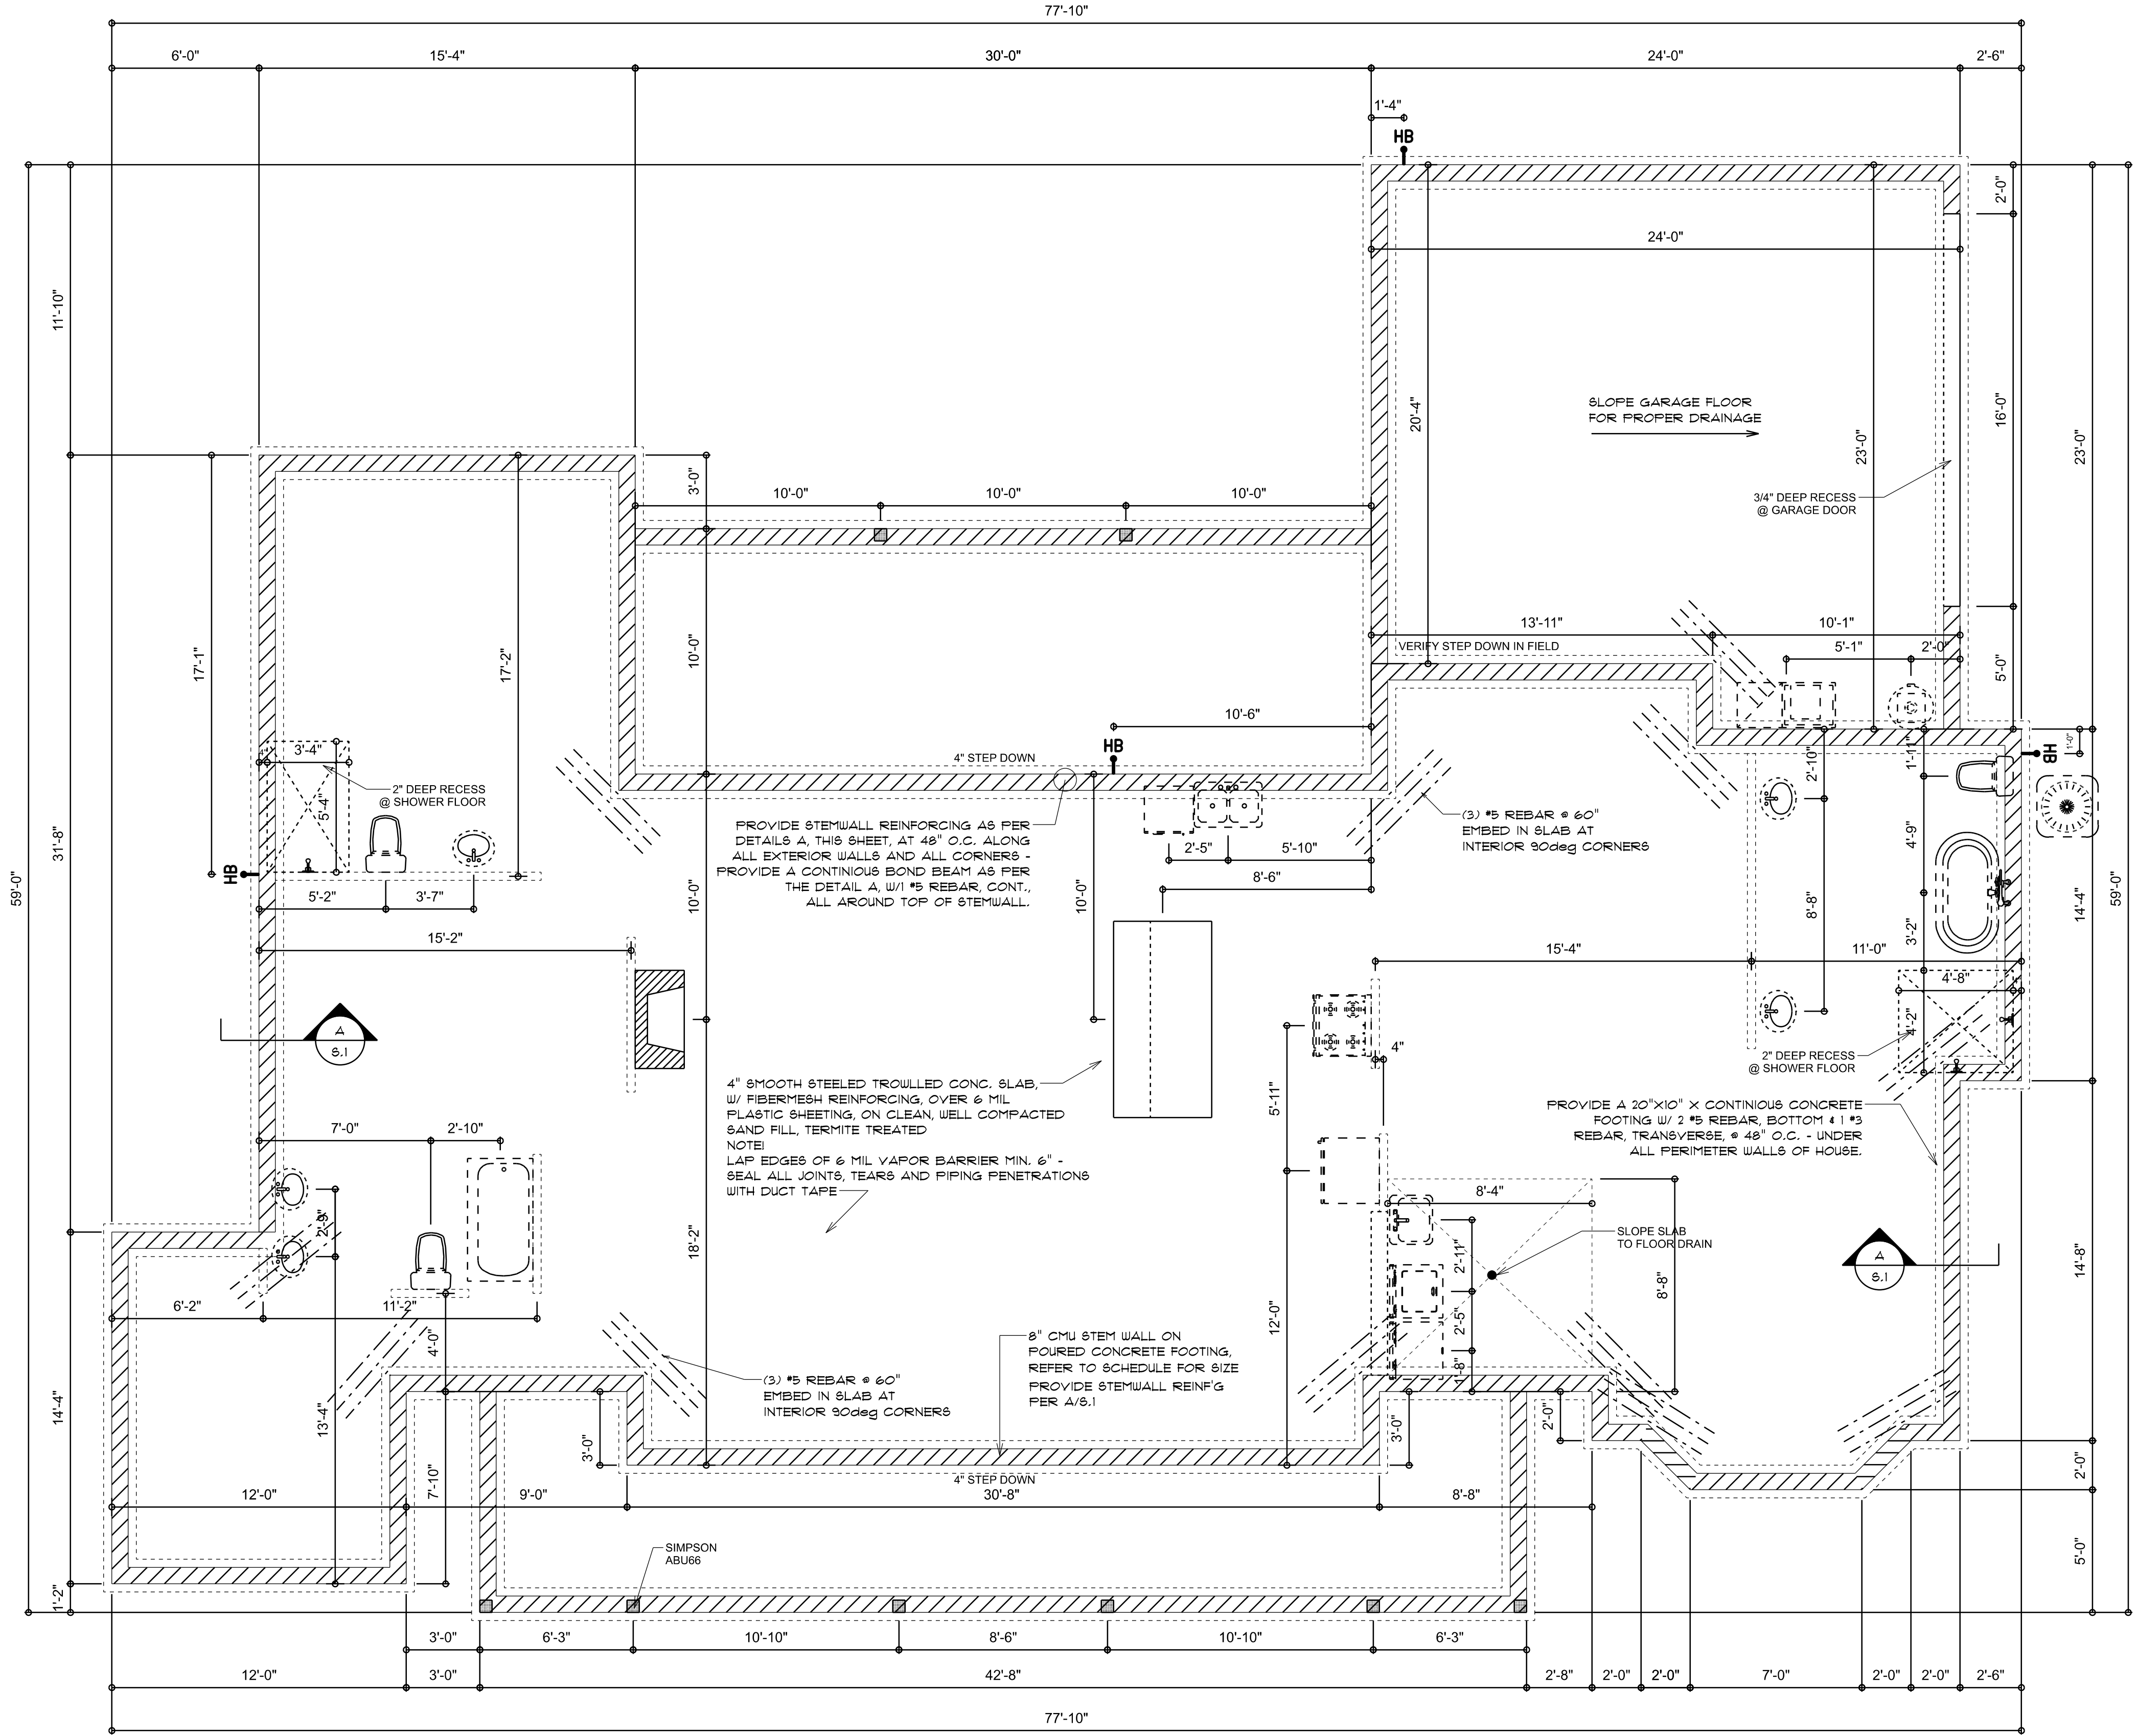 77'-10"
6'-0" 15'-4" 30'-0" 24'-0" 2'-6"
1'-4"
HB
2'-0"
24'-0"
11'-10"
20'-4"
SLOPE GARAGE FLOOR
FOR PROPER DRAINAGE
16'-0"
23'-0"
23'-0"
3'-0"
10'-0" 10'-0" 10'-0"
3/4" DEEP RECESS
@ GARAGE DOOR
17'-1"
17'-2"
10'-0"
13'-11" 10'-1"
VERIFY STEP DOWN IN FIELD
5'-1" 2'-0"
5'-0"
10'-6"
HB
4" STEP DOWN
4" 3'-4"
5'-4"
2" DEEP RECESS
@ SHOWER FLOOR
2'-10"
1'-11"
1'-0"
HB
PROVIDE STEMWALL REINFORCING AS PER
DETAILS A, THIS SHEET, AT 48" O.C. ALONG
ALL EXTERIOR WALLS AND ALL CORNERS -
PROVIDE A CONTINIOUS BOND BEAM AS PER
THE DETAIL A, W/1 #5 REBAR, CONT.,
ALL AROUND TOP OF STEMWALL.
(3) #5 REBAR @ 60"
EMBED IN SLAB AT
INTERIOR 90deg CORNERS
31'-8"
59'-0"
HB
5'-2" 3'-7"
10'-0"
10'-0"
2'-5" 5'-10"
8'-6"
4'-9"
8'-8"
3'-2"
14'-4"
59'-0"
15'-2"
15'-4" 11'-0"
4'-8"
4'-2"
2" DEEP RECESS
@ SHOWER FLOOR
A
S.1
4"
5'-11"
4" SMOOTH STEELED TROWLLED CONC. SLAB,
W/ FIBERMESH REINFORCING, OVER 6 MIL
PLASTIC SHEETING, ON CLEAN, WELL COMPACTED
SAND FILL, TERMITE TREATED
NOTE!
LAP EDGES OF 6 MIL VAPOR BARRIER MIN. 6" -
SEAL ALL JOINTS, TEARS AND PIPING PENETRATIONS
WITH DUCT TAPE
PROVIDE A 20"X10" X CONTINIOUS CONCRETE
FOOTING W/ 2 #5 REBAR, BOTTOM & 1 #3
REBAR, TRANSVERSE, @ 48" O.C. - UNDER
ALL PERIMETER WALLS OF HOUSE.
7'-0" 2'-10"
2'-9"
18'-2"
8'-4"
SLOPE SLAB
TO FLOOR DRAIN
2'-11"
8'-8"
A
S.1
14'-8"
6'-2" 11'-2"
4'-0"
12'-0"
2'-5"
1'-8"
8" CMU STEM WALL ON
POURED CONCRETE FOOTING,
REFER TO SCHEDULE FOR SIZE
PROVIDE STEMWALL REINF'G
PER A/S.1
(3) #5 REBAR @ 60"
EMBED IN SLAB AT
INTERIOR 90deg CORNERS
14'-4"
13'-4"
3'-0"
3'-0"
2'-0"
2'-0"
7'-10"
4" STEP DOWN
12'-0" 9'-0" 30'-8" 8'-8"
5'-0"
SIMPSON
ABU66
1'-2"
3'-0" 6'-3" 10'-10" 8'-6" 10'-10" 6'-3"
12'-0" 3'-0" 42'-8" 2'-8" 2'-0" 2'-0" 7'-0" 2'-0" 2'-0" 2'-6"
77'-10"